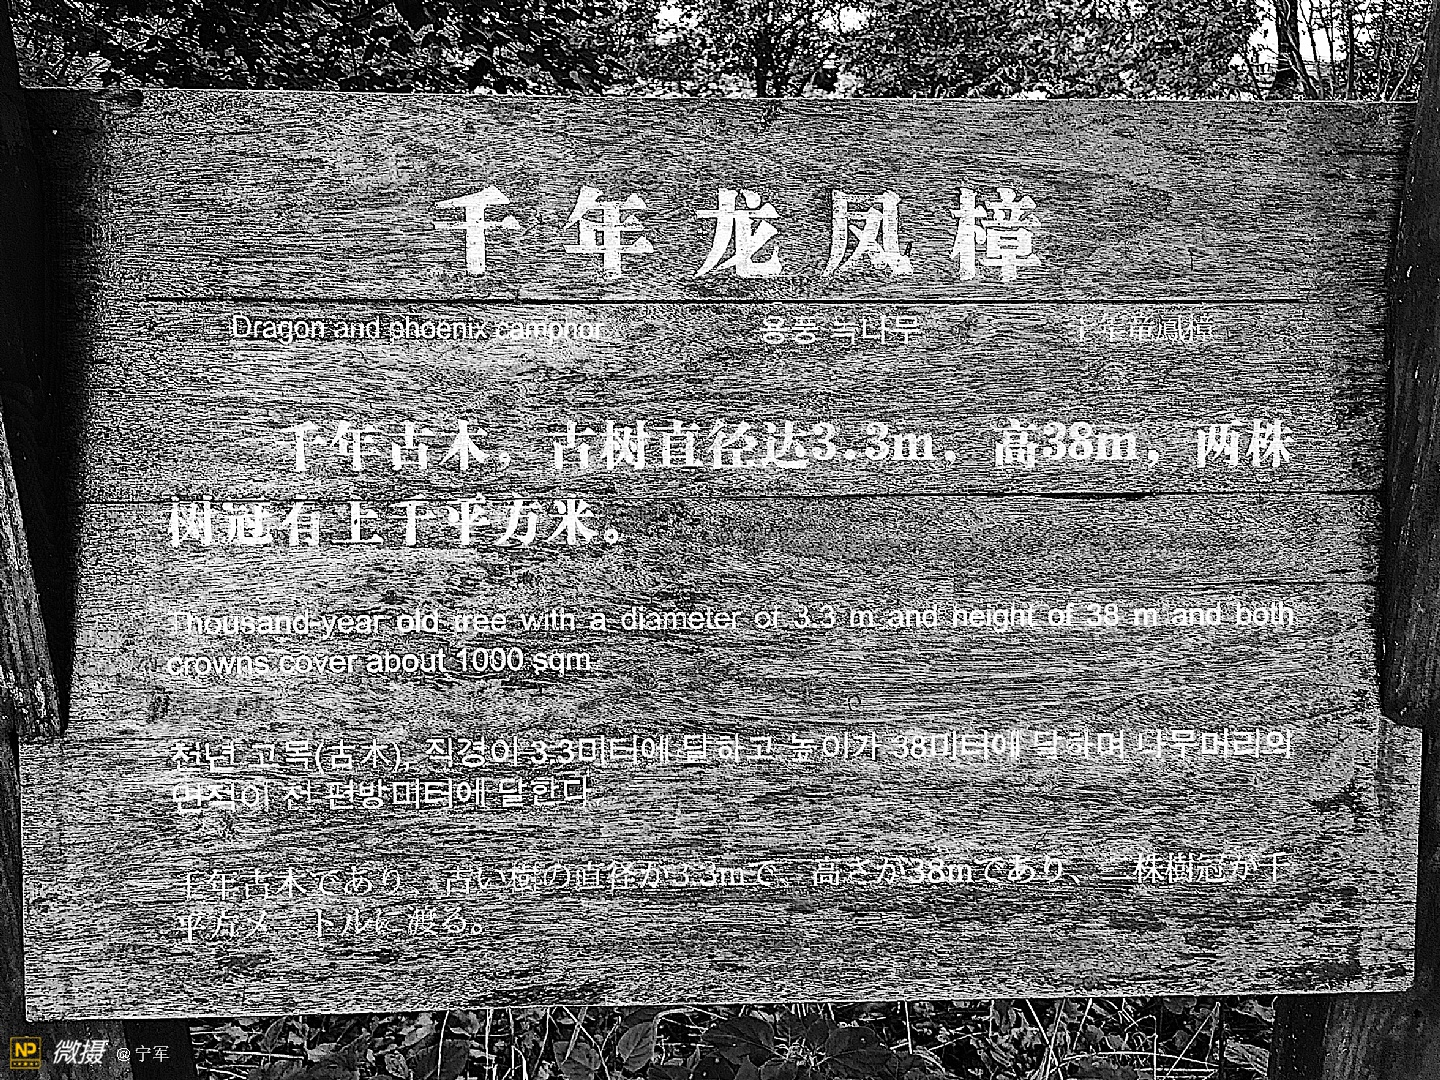 千年龙凤樟
Dragon and phoenix camphor 용풍 녹나무 千年竜鳳樟
千年古木，古树直径达3.3m，高38m，两株
树冠有上千平方米。
Thousand-year old tree with a diameter of 3.3 m and height of 38 m and both
crowns cover about 1000 sqm
천년 고목(古木), 직경이 3.3미터에 달하고 높이가 38미터에 달하며 나무머리의
면적이 천 평방미터에 달한다.
千年古木であり、古い樹の直径が3.3mで、高さが38mであり、二株樹冠が千
平方メートルに渡る。
NP 微摄 @宁军